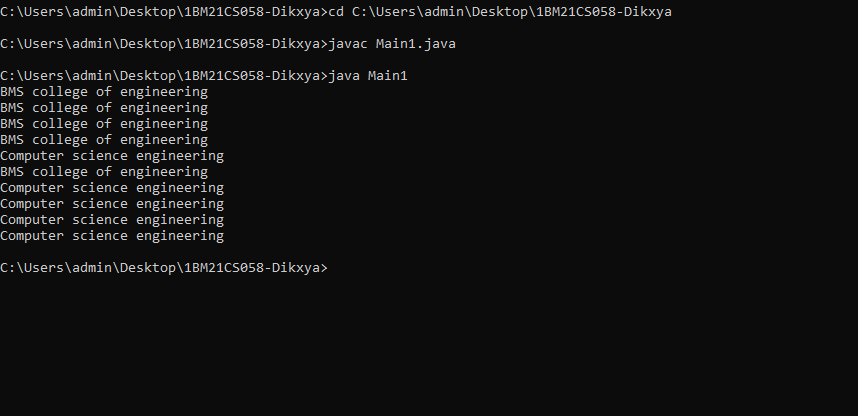 C:\Users\admin\Desktop\1BM21CS058-Dikxya>cd C:\Users\admin\Desktop\1BM21CS058-Dikxya
C:\Users\admin\Desktop\1BM21CS058-Dikxya>javac Main1.java
C:\Users\admin\Desktop\1BM21CS058-Dikxya>java Main1
BMS college of engineering
BMS college of engineering
BMS college of engineering
BMS college of engineering
Computer science engineering
BMS college of engineering
Computer science engineering
Computer science engineering
Computer science engineering
Computer science engineering
C:\Users\admin\Desktop\1BM21CS058-Dikxya>